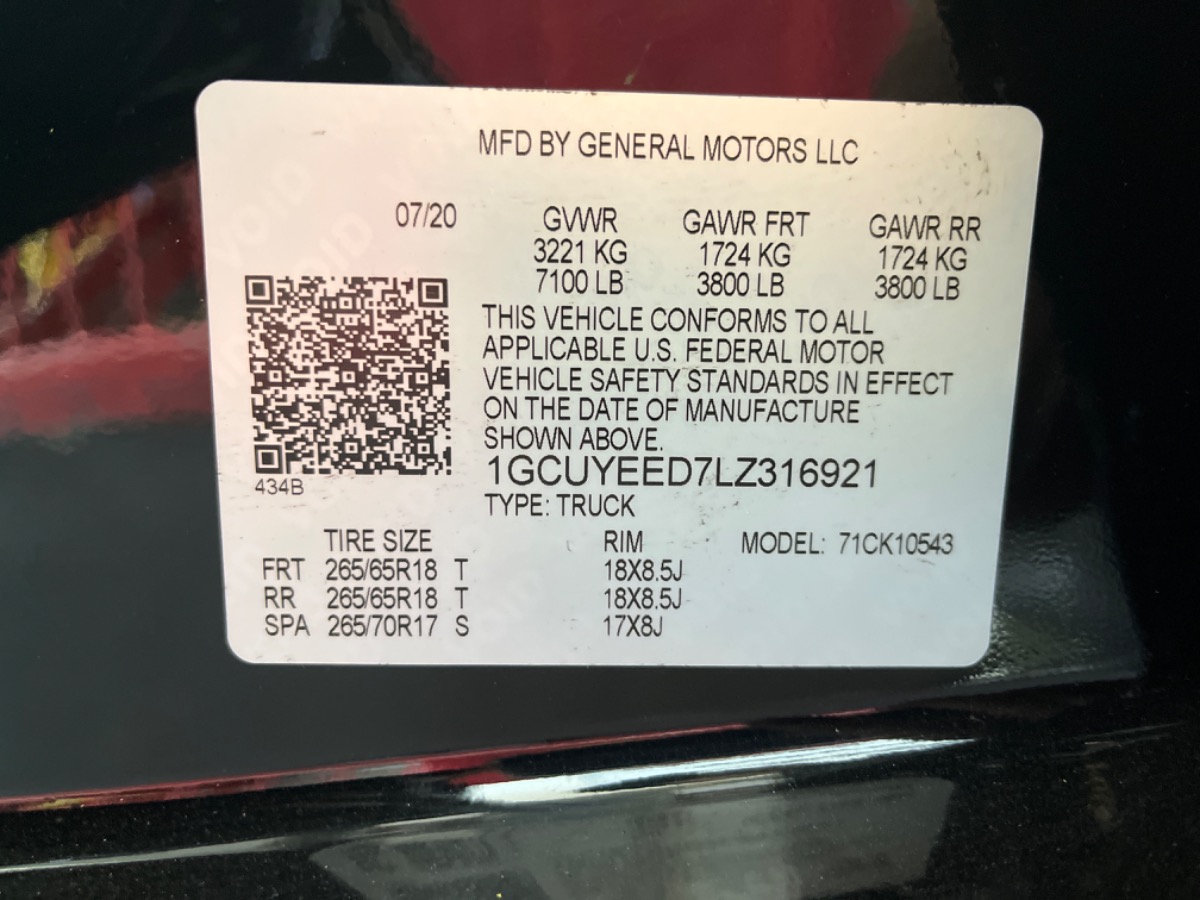 MFD BY GENERAL MOTORS LLC
07/20 GVWR GAWR FRT GAWR RR
3221 KG 1724 KG 1724 KG
7100 LB 3800 LB 3800 LB
THIS VEHICLE CONFORMS TO ALL
APPLICABLE U.S. FEDERAL MOTOR
VEHICLE SAFETY STANDARDS IN EFFECT
ON THE DATE OF MANUFACTURE
SHOWN ABOVE.
434B
1GCUYEED7LZ316921
TYPE: TRUCK
TIRE SIZE RIM MODEL: 71CK10543
FRT 265/65R18 T 18X8.5J
RR 265/65R18 T 18X8.5J
SPA 265/70R17 S 17X8J